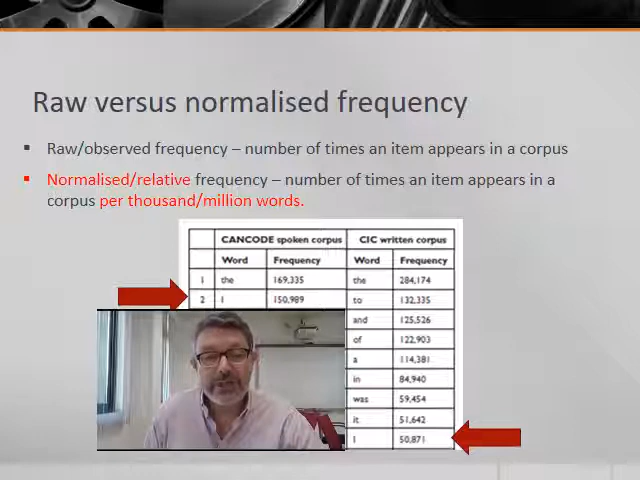 Raw versus normalised frequency
▪ Raw/observed frequency – number of times an item appears in a corpus
▪ Normalised/relative frequency – number of times an item appears in a
corpus per thousand/million words.
CANCODE spoken corpus CIC written corpus
Word Frequency Word Frequency
1 the 169,335 the 284,174
2 I 150,989 to 132,335
and 125,526
of 122,903
a 114,381
in 84,940
was 59,454
it 51,642
I 50,871